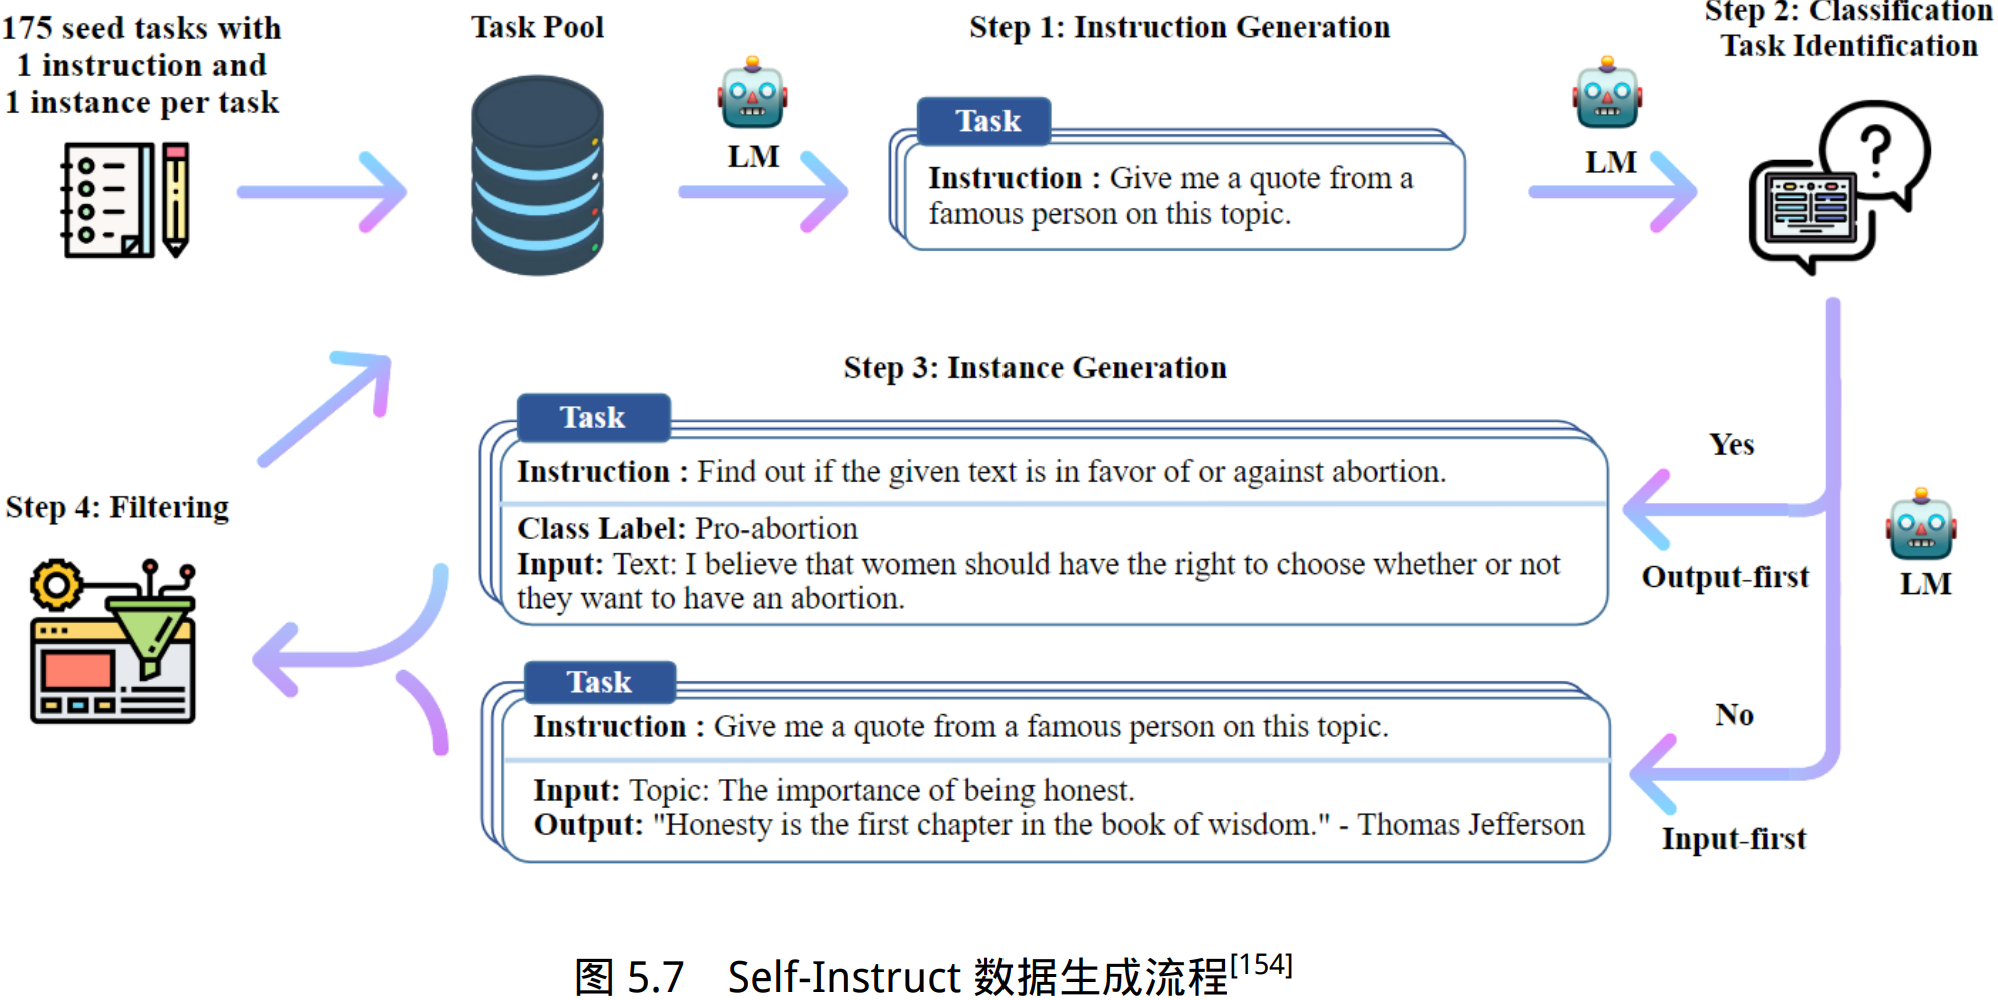 175 seed tasks with
1 instruction and
1 instance per task
Task Pool
LM
Step 1: Instruction Generation
Task
Instruction : Give me a quote from a
famous person on this topic.
LM
Step 2: Classification
Task Identification
Step 3: Instance Generation
Task
Instruction : Find out if the given text is in favor of or against abortion.
Class Label: Pro-abortion
Input: Text: I believe that women should have the right to choose whether or not
they want to have an abortion.
Yes
Output-first
LM
Task
Instruction : Give me a quote from a famous person on this topic.
Input: Topic: The importance of being honest.
Output: "Honesty is the first chapter in the book of wisdom." - Thomas Jefferson
No
Input-first
Step 4: Filtering
图 5.7 Self-Instruct 数据生成流程[154]